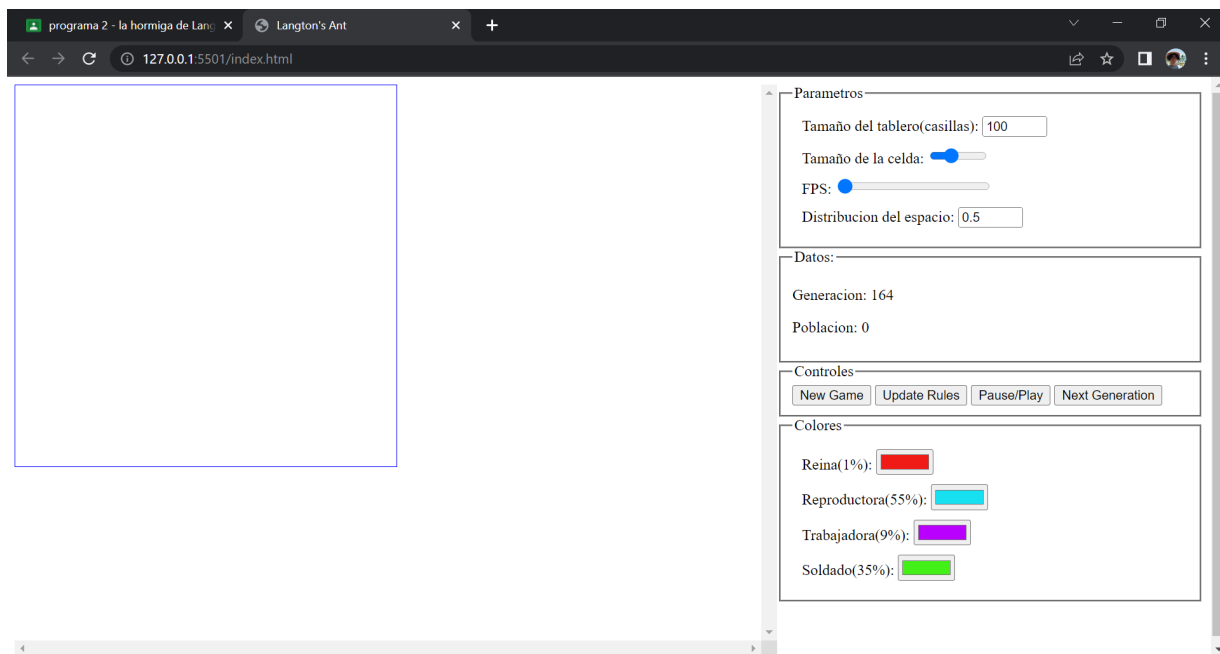 programa 2 - la hormiga de Lang
Langton's Ant
127.0.0.1:5501/index.html
Parametros
Tamaño del tablero(casillas): 100
Tamaño de la celda:
FPS:
Distribucion del espacio: 0.5
Datos:
Generacion: 164
Poblacion: 0
Controles
New Game Update Rules Pause/Play Next Generation
Colores
Reina(1%):
Reproductora(55%):
Trabajadora(9%):
Soldado(35%):